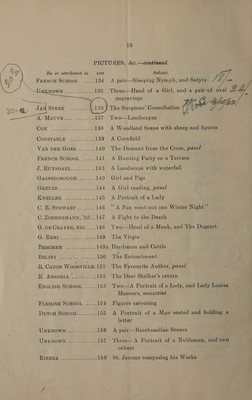 16
PICTURES, &c.—continued.
By or attributed to LOT Subject.
FRENCH SCHOOL 134 A pair—Sleeping Nymph, and Satyrs
UNKNOWN 135 Three—Head of a Girl, and a pair of oval engravings
JAN STEEN 136 The Surgeons' Consultation
A. MAUVE 137 Two—Landscapes
COX 138 A Woodland Scene with sheep and figures
CONSTABLE 139 A Cornfield
VAN DER GOES 140 The Descent from the Cross, proof
FRENCH SCHOOL 141 A Hunting Party on a Terrace
J. RUYSDAEL 142 A Landscape with waterfall
GAINSBOROUGH 143 Girl and Pigs
GREUZE 144 A Girl reading, proof
KNELLER 145 A Portrait of a Lady
C. E. STEWART 146 "A Fox went out one Winter Night"
C. ZIMMERMANN, '93 147 A Fight to the Death
G. DECRAYER, ETC. 148 Two—Head of a Monk, and The Dogcart
G. RENI 149 The Virgin
BERGHEM 149A Herdsman and Cattle
BELINI 150 The Entombment
R. CATON WOODVILLE 151 The Favourite Author, proof
R. ANSDELL 152 The Deer Stalker's return
ENGLISH SCHOOL 153 Two—A Portrait of a Lady, and Lady Louisa Manners, mezzotint
FLEMISH SCHOOL 154 Figures carousing
DUTCH SCHOOL 155 A Portrait of a Man seated and holding a letter
UNKNOWN 156 A pair—Bacchanalian Scenes
UNKNOWN 157 Three—A Portrait of a Nobleman, and two others
RIBERA 158 St. Jerome composing his Works